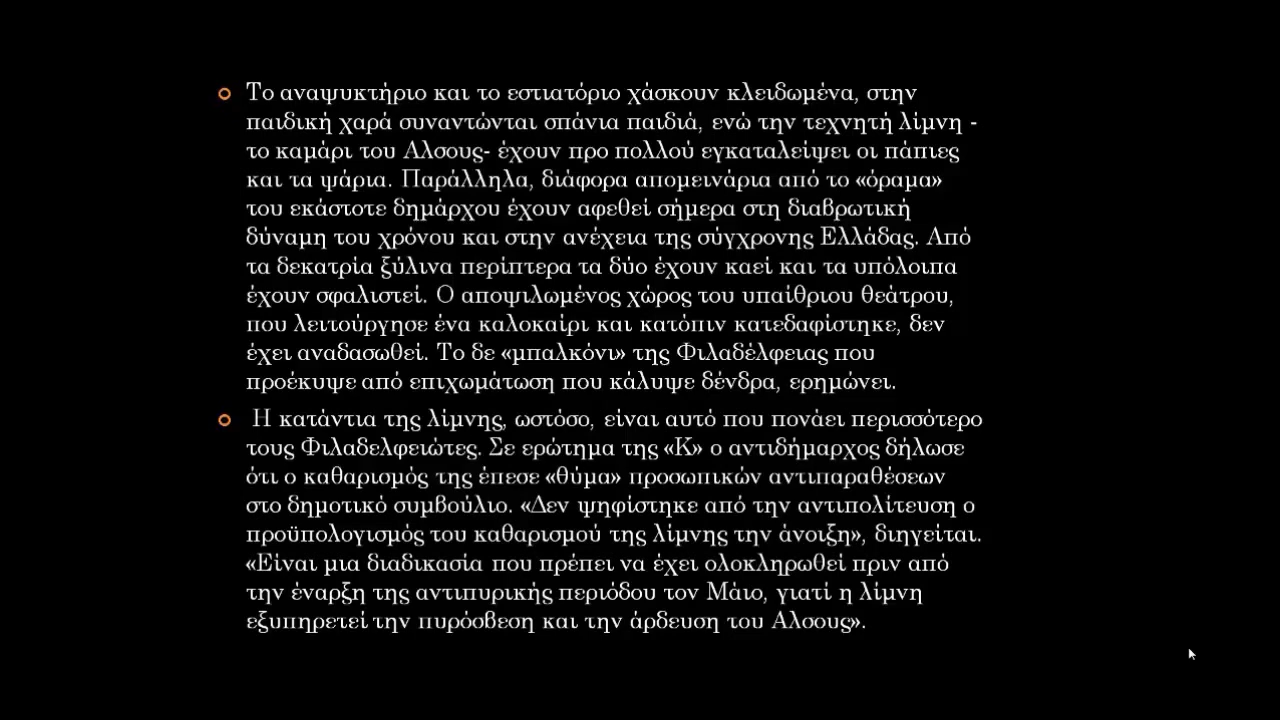 Το αναψυκτήριο και το εστιατόριο χάσκουν κλειδωμένα, στην
παιδική χαρά συναντώνται σπάνια παιδιά, ενώ την τεχνητή λίμνη -
το καμάρι του Αλσους- έχουν προ πολλού εγκαταλείψει οι πάπιες
και τα ψάρια. Παράλληλα, διάφορα απομεινάρια από το «όραμα»
του εκάστοτε δημάρχου έχουν αφεθεί σήμερα στη διαβρωτική
δύναμη του χρόνου και στην ανέχεια της σύγχρονης Ελλάδας. Από
τα δεκατρία ξύλινα περίπτερα τα δύο έχουν καεί και τα υπόλοιπα
έχουν σφαλιστεί. Ο αποψιλωμένος χώρος του υπαίθριου θεάτρου,
που λειτούργησε ένα καλοκαίρι και κατόπιν κατεδαφίστηκε, δεν
έχει αναδασωθεί. Το δε «μπαλκόνι» της Φιλαδέλφειας που
προέκυψε από επιχωμάτωση που κάλυψε δένδρα, ερημώνει.
Η κατάντια της λίμνης, ωστόσο, είναι αυτό που πονάει περισσότερο
τους Φιλαδελφειώτες. Σε ερώτημα της «Κ» ο αντιδήμαρχος δήλωσε
ότι ο καθαρισμός της έπεσε «θύμα» προσωπικών αντιπαραθέσεων
στο δημοτικό συμβούλιο. «Δεν ψηφίστηκε από την αντιπολίτευση ο
προϋπολογισμός του καθαρισμού της λίμνης την άνοιξη», διηγείται.
«Είναι μια διαδικασία που πρέπει να έχει ολοκληρωθεί πριν από
την έναρξη της αντιπυρικής περιόδου τον Μάιο, γιατί η λίμνη
εξυπηρετεί την πυρόσβεση και την άρδευση του Αλσους».